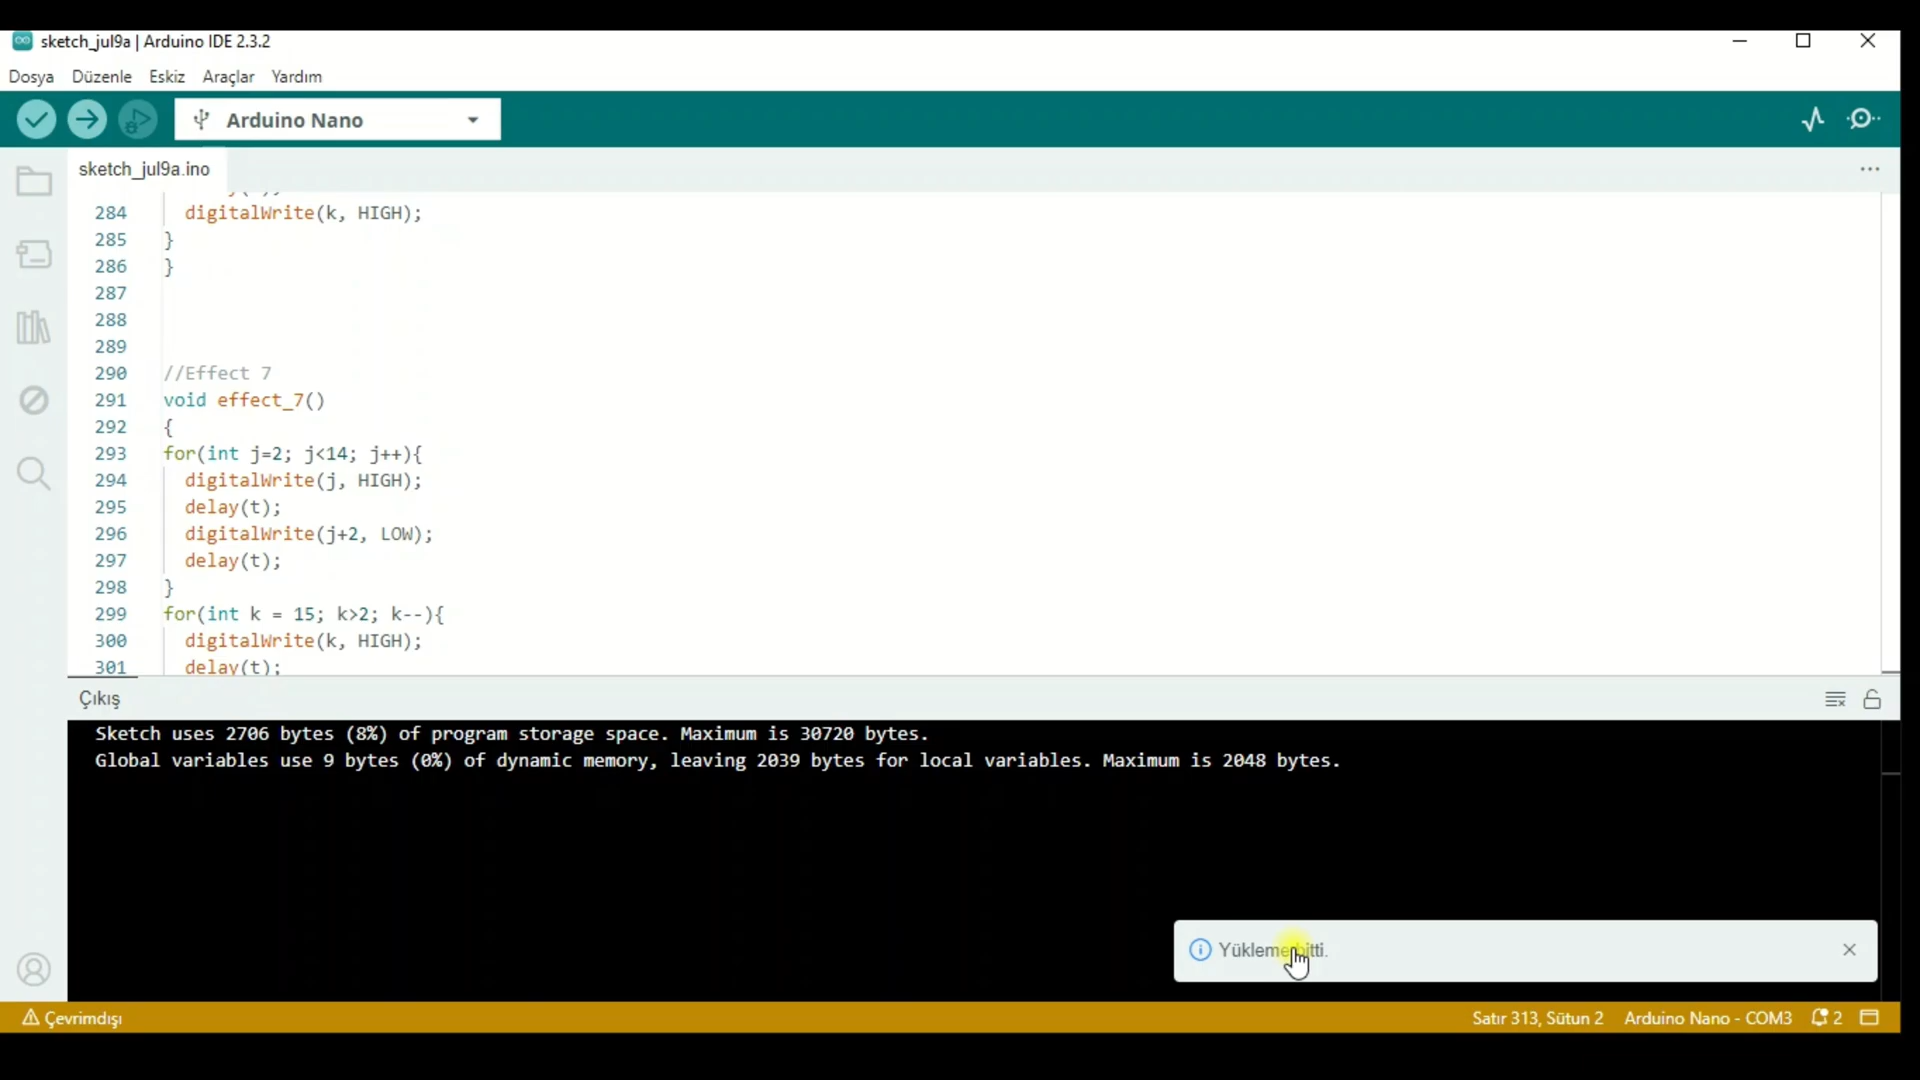 sketch_jul9a | Arduino IDE 2.3.2
Dosya Düzenle Eskiz Araçlar Yardım
Arduino Nano
sketch_jul9a.ino
284 digitalWrite(k, HIGH);
285 }
286 }
287
288
289
290 //Effect 7
291 void effect_7()
292 {
293 for(int j=2; j<14; j++){
294 digitalWrite(j, HIGH);
295 delay(t);
296 digitalWrite(j+2, LOW);
297 delay(t);
298 }
299 for(int k = 15; k>2; k--){
300 digitalWrite(k, HIGH);
301 delay(t);
Çıkış
Sketch uses 2706 bytes (8%) of program storage space. Maximum is 30720 bytes.
Global variables use 9 bytes (0%) of dynamic memory, leaving 2039 bytes for local variables. Maximum is 2048 bytes.
Yükleme bitti.
Çevrimdışı
Satır 313, Sütun 2 Arduino Nano - COM3 2